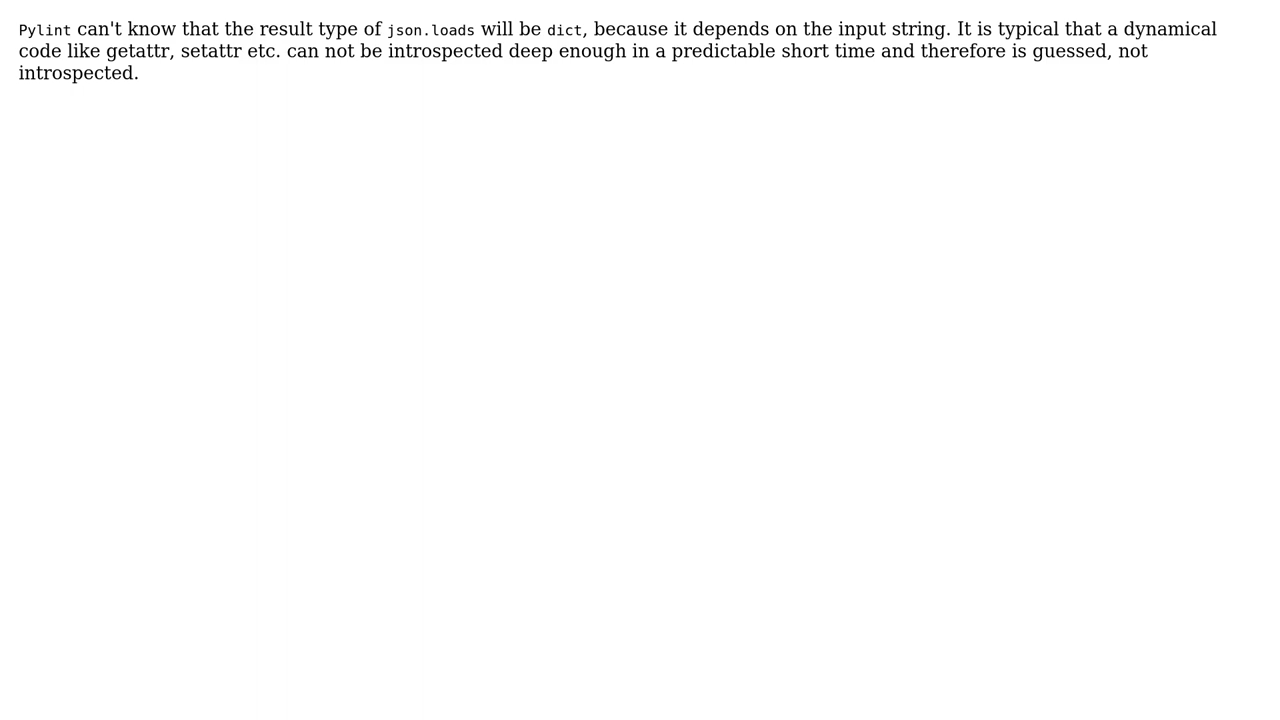 Pylint can't know that the result type of json.loads will be dict, because it depends on the input string. It is typical that a dynamical
code like getattr, setattr etc. can not be introspected deep enough in a predictable short time and therefore is guessed, not
introspected.